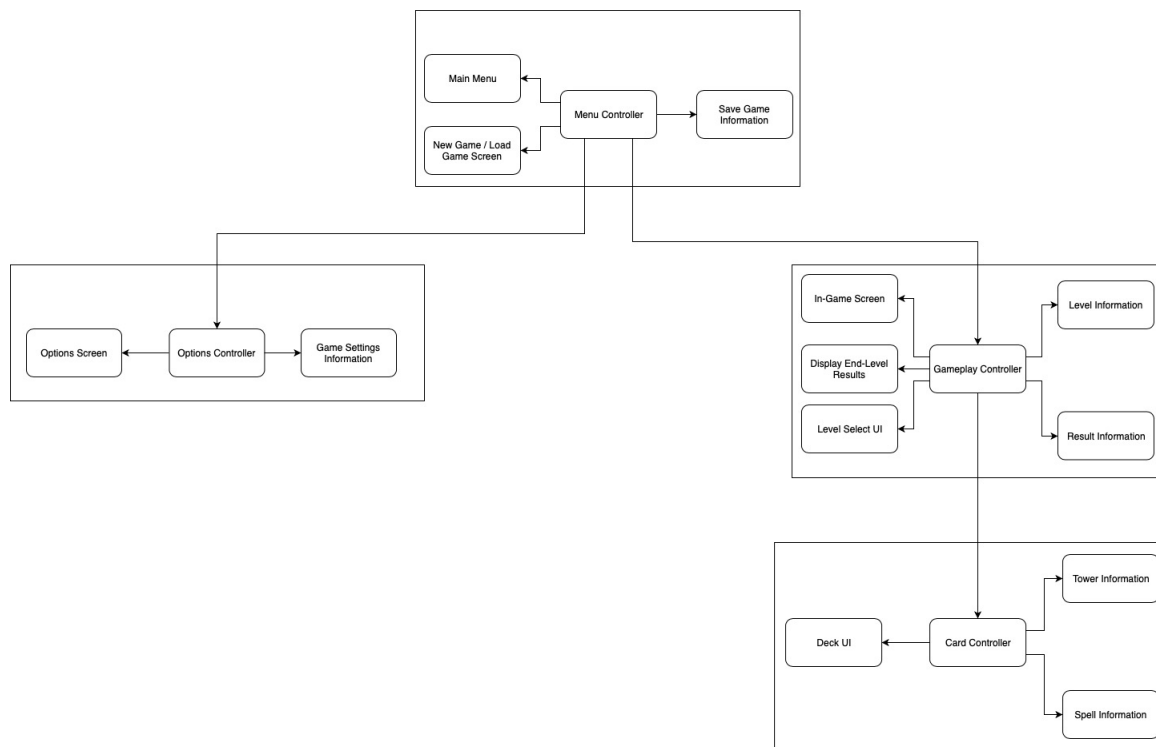 Main Menu
Menu Controller
Save Game
Information
New Game / Load
Game Screen
Options Screen
Options Controller
Game Settings
Information
In-Game Screen
Level Information
Display End-Level
Results
Gameplay Controller
Level Select UI
Result Information
Tower Information
Deck UI
Card Controller
Spell Information